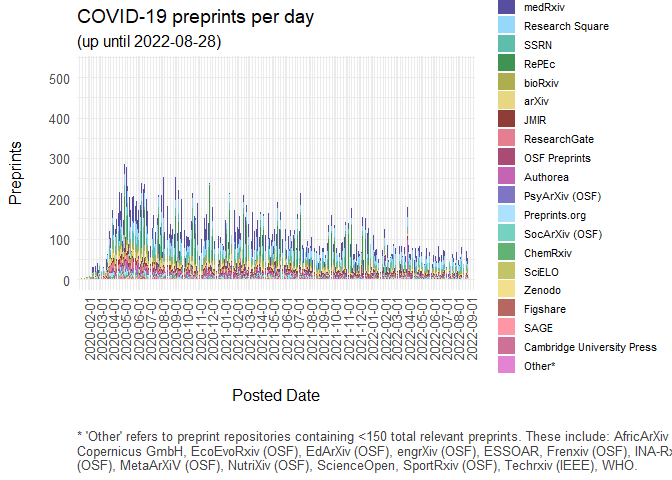 COVID-19 preprints per day
(up until 2022-08-28)
Preprints
500
400
300
200
100
0
2020-02-01
2020-03-01
2020-04-01
2020-05-01
2020-06-01
2020-07-01
2020-08-01
2020-09-01
2020-10-01
2020-11-01
2020-12-01
2021-01-01
2021-02-01
2021-03-01
2021-04-01
2021-05-01
2021-06-01
2021-07-01
2021-08-01
2021-09-01
2021-10-01
2021-11-01
2021-12-01
2022-01-01
2022-02-01
2022-03-01
2022-04-01
2022-05-01
2022-06-01
2022-07-01
2022-08-01
2022-09-01
Posted Date
medRxiv
Research Square
SSRN
RePEc
bioRxiv
arXiv
JMIR
ResearchGate
OSF Preprints
Authorea
PsyArXiv (OSF)
Preprints.org
SocArXiv (OSF)
ChemRxiv
SciELO
Zenodo
Figshare
SAGE
Cambridge University Press
Other*
* 'Other' refers to preprint repositories containing <150 total relevant preprints. These include: AfricArXiv
Copernicus GmbH, EcoEvoRxiv (OSF), EdArXiv (OSF), engrXiv (OSF), ESSOAR, Frenxiv (OSF), INA-Rx
(OSF), MetaArXiV (OSF), NutriXiv (OSF), ScienceOpen, SportRxiv (OSF), Techrxiv (IEEE), WHO.